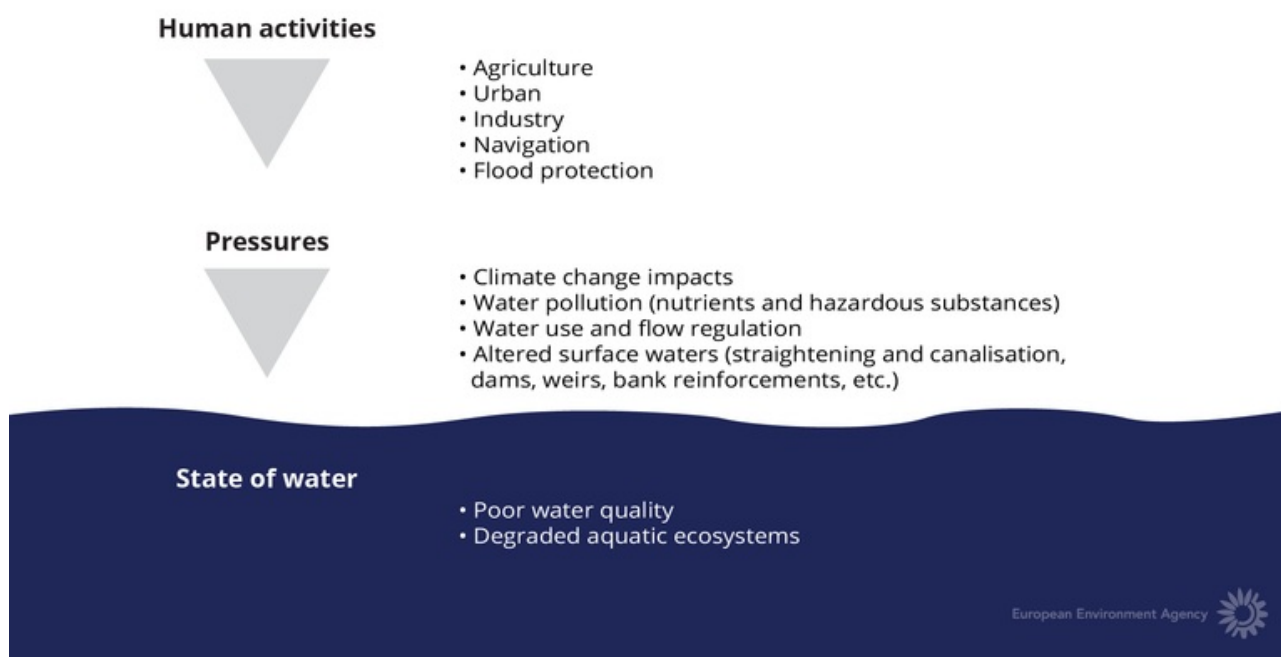 Human activities
• Agriculture
• Urban
• Industry
• Navigation
• Flood protection
Pressures
• Climate change impacts
• Water pollution (nutrients and hazardous substances)
• Water use and flow regulation
• Altered surface waters (straightening and canalisation,
dams, weirs, bank reinforcements, etc.)
State of water
• Poor water quality
• Degraded aquatic ecosystems
European Environment Agency